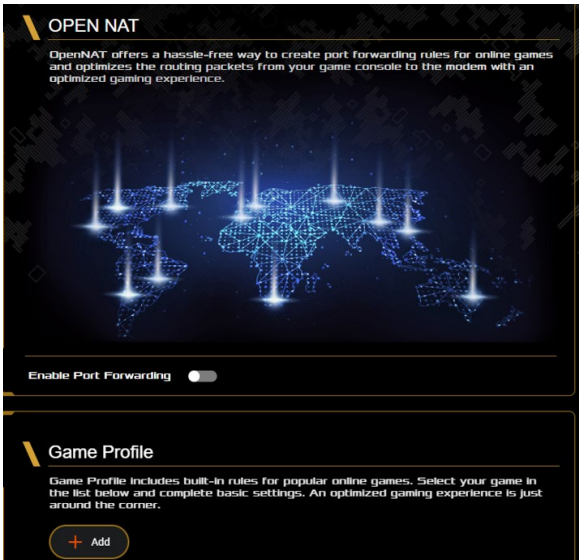 OPEN NAT
OpenNAT offers a hassle-free way to create port forwarding rules for online games
and optimizes the routing packets from your game console to the modem with an
optimized gaming experience.
Enable Port Forwarding
Game Profile
Game Profile includes built-in rules for popular online games. Select your game in
the list below and complete basic settings. An optimized gaming experience is just
around the corner.
+ Add